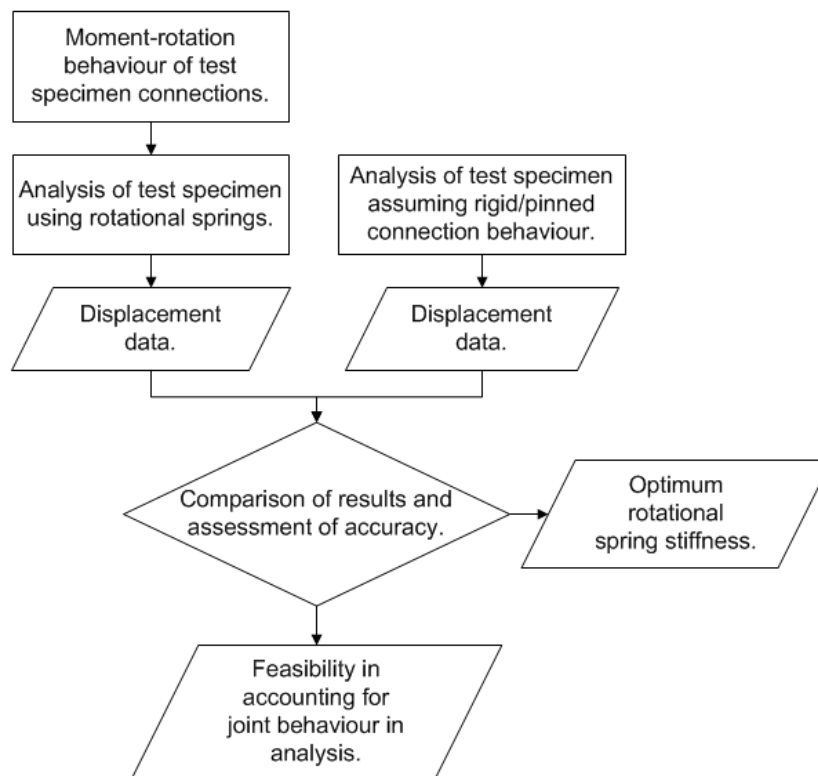 Moment-rotation
behaviour of test
specimen connections.
Analysis of test specimen
using rotational springs.
Analysis of test specimen
assuming rigid/pinned
connection behaviour.
Displacement
data.
Displacement
data.
Comparison of results and
assessment of accuracy.
Optimum
rotational
spring stiffness.
Feasibility in
accounting for
joint behaviour in
analysis.